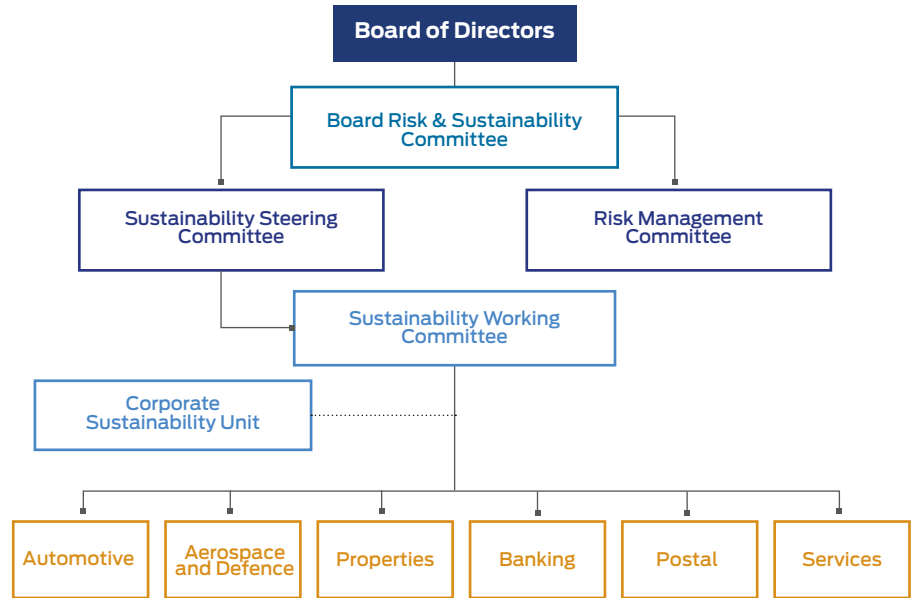 Board of Directors
Board Risk & Sustainability
Committee
Sustainability Steering
Committee
Risk Management
Committee
Sustainability Working
Committee
Corporate
Sustainability Unit
Automotive
Aerospace
and Defence
Properties
Banking
Postal
Services